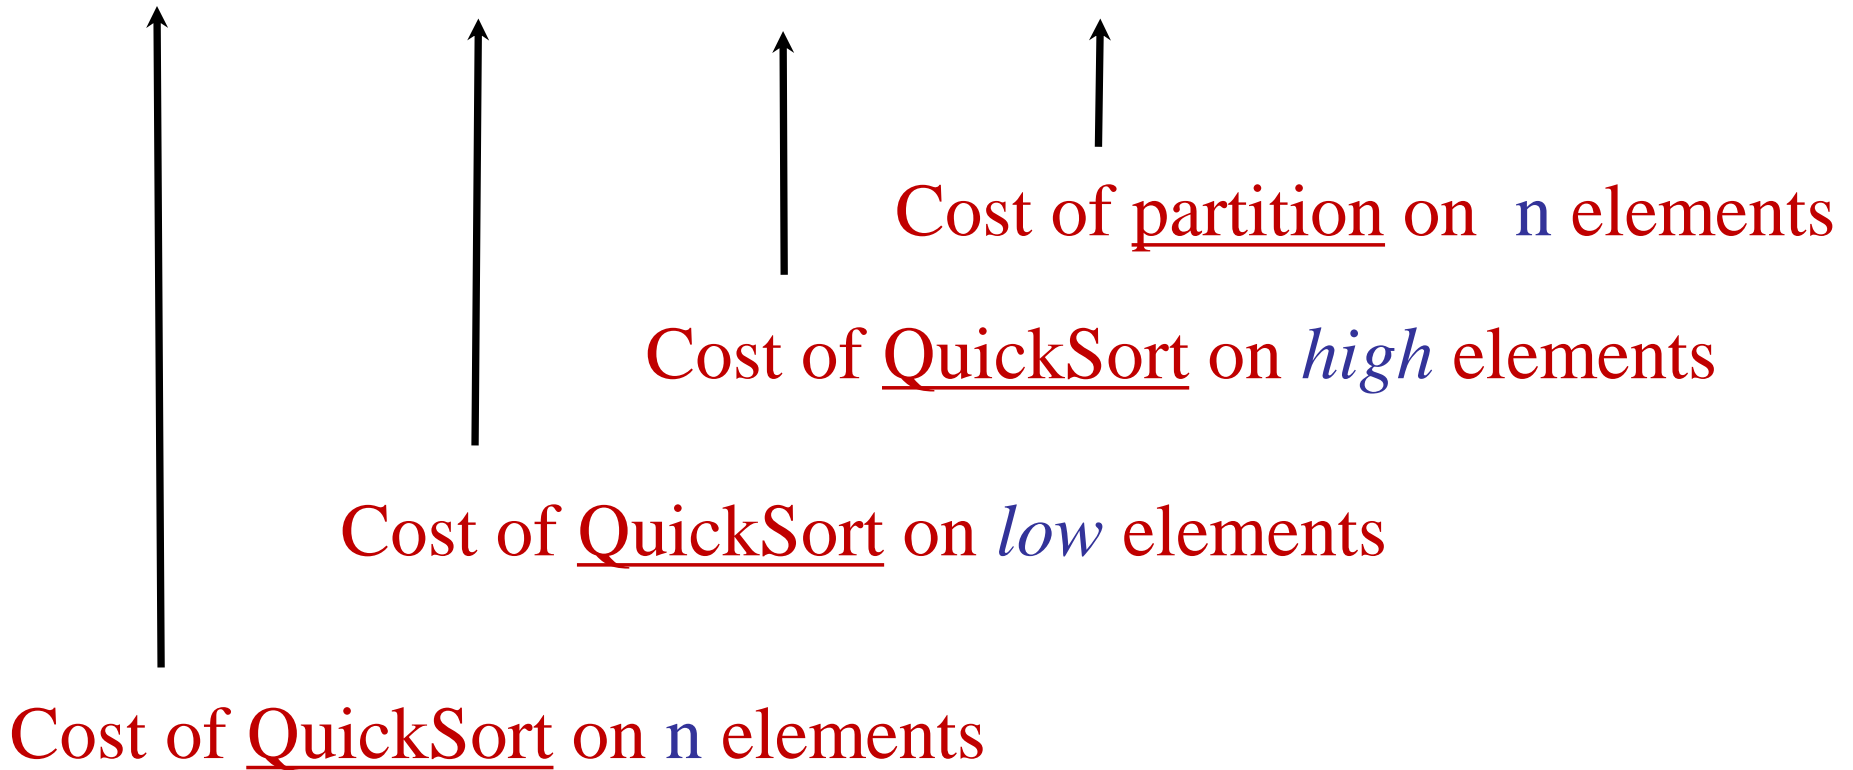 Cost of partition on n elements
Cost of QuickSort on high elements
Cost of QuickSort on low elements
Cost of QuickSort on n elements